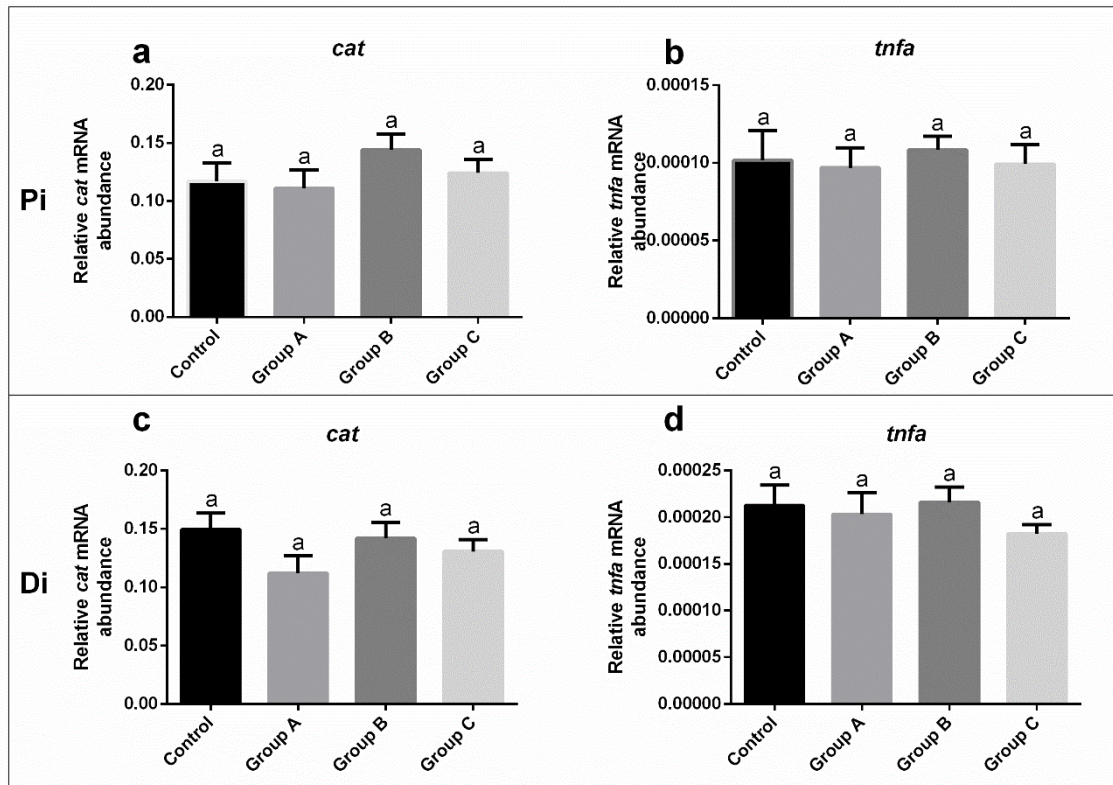 a
cat
Relative cat mRNA
abundance
0.20
0.15
0.10
0.05
0.00
a
a
a
a
Control
Group A
Group B
Group C
b
tnfa
Relative tnfa mRNA
abundance
0.00015
0.00010
0.00005
0.00000
a
a
a
a
Control
Group A
Group B
Group C
Pi
c
cat
Relative cat mRNA
abundance
0.20
0.15
0.10
0.05
0.00
a
a
a
a
Control
Group A
Group B
Group C
d
tnfa
Relative tnfa mRNA
abundance
0.00025
0.00020
0.00015
0.00010
0.00005
0.00000
a
a
a
a
Control
Group A
Group B
Group C
Di